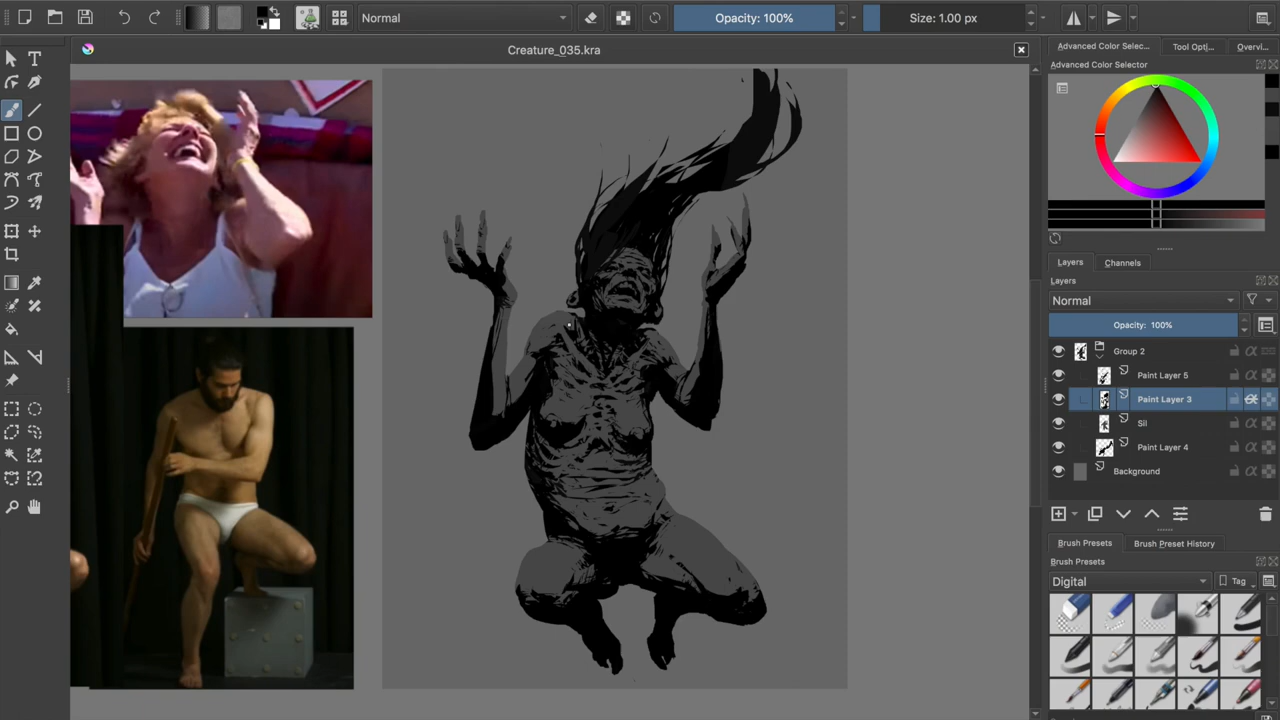 Normal
Opacity: 100%
Size: 1.00 px
Creature_035.kra
Advanced Color Selec...
Tool Opti...
Overvi...
Advanced Color Selector
Layers
Channels
Layers
Normal
Opacity: 100%
Group 2
Paint Layer 5
Paint Layer 3
Sil
Paint Layer 4
Background
Brush Presets
Brush Preset History
Brush Presets
Digital
Tag